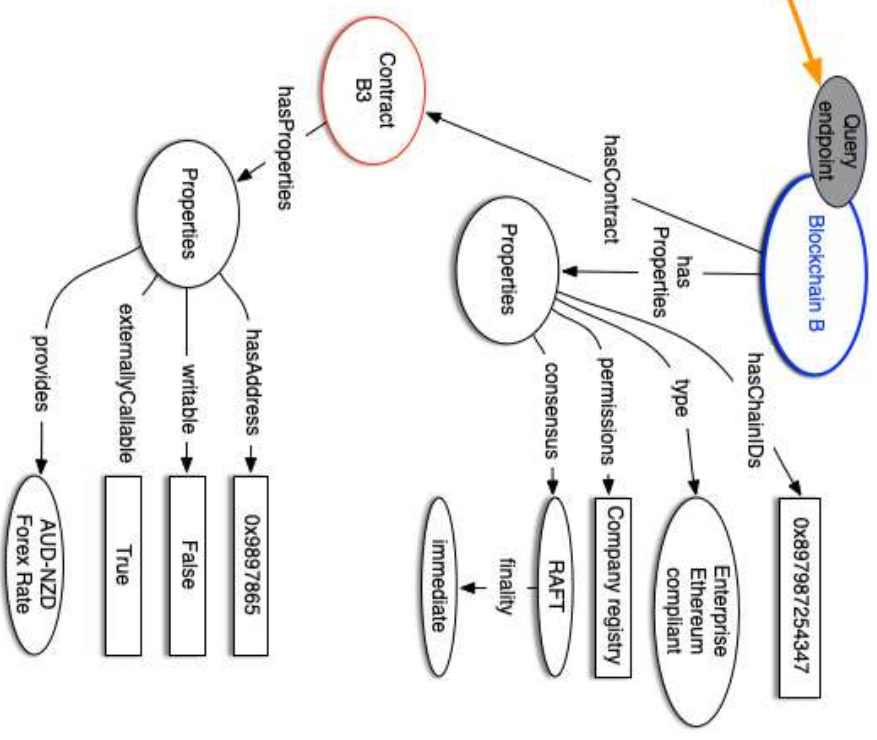 Query
endpoint
Blockchain B
hasContract
has
Properties
Contract
B3
hasProperties
Properties
hasAddress
0x9897865
writable
False
externallyCallable
True
provides
AUD-NZD
Forex Rate
Properties
hasChainIDs
0x897987254347
type
Enterprise
Ethereum
compliant
permissions
Company registry
consensus
RAFT
finality
immediate